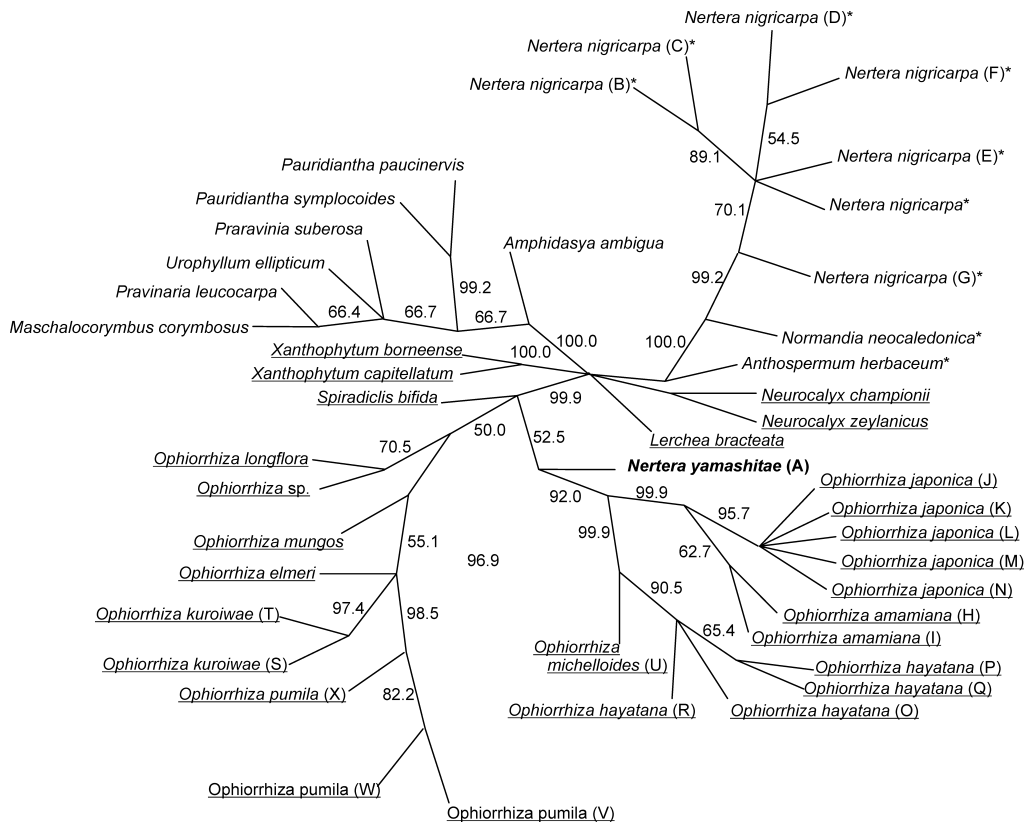 Nertera nigricarpa (D)*
Nertera nigricarpa (C)*
Nertera nigricarpa (F)*
Nertera nigricarpa (B)*
54.5
89.1
Nertera nigricarpa (E)*
Pauridiantha paucinervis
Pauridiantha symplocoides
Nertera nigricarpa*
70.1
Praravinia suberosa
Amphidasya ambigua
Urophyllum ellipticum
99.2
Nertera nigricarpa (G)*
99.2
Pravinaria leucocarpa
66.4
66.7
66.7
Maschalocorymbus corymbosus
Normandia neocaledonica*
100.0
100.0
Xanthophytum borneense
100.0
Anthospermum herbaceum*
Xanthophytum capitellatum
Spiradiclis bifida
99.9
Neurocalyx championii
Neurocalyx zeylanicus
50.0
52.5
Lerchea bracteata
70.5
Ophiorrhiza longflora
Nertera yamashitae (A)
Ophiorrhiza sp.
92.0
99.9
Ophiorrhiza japonica (J)
95.7
Ophiorrhiza japonica (K)
Ophiorrhiza japonica (L)
99.9
Ophiorrhiza mungos
55.1
96.9
62.7
Ophiorrhiza japonica (M)
Ophiorrhiza elmeri
Ophiorrhiza japonica (N)
90.5
97.4
98.5
Ophiorrhiza kuroiwae (T)
Ophiorrhiza amamiana (H)
65.4
Ophiorrhiza amamiana (I)
Ophiorrhiza
michelloides (U)
Ophiorrhiza kuroiwae (S)
Ophiorrhiza hayatana (P)
Ophiorrhiza hayatana (Q)
Ophiorrhiza pumila (X)
82.2
Ophiorrhiza hayatana (R)
Ophiorrhiza hayatana (O)
Ophiorrhiza pumila (W)
Ophiorrhiza pumila (V)